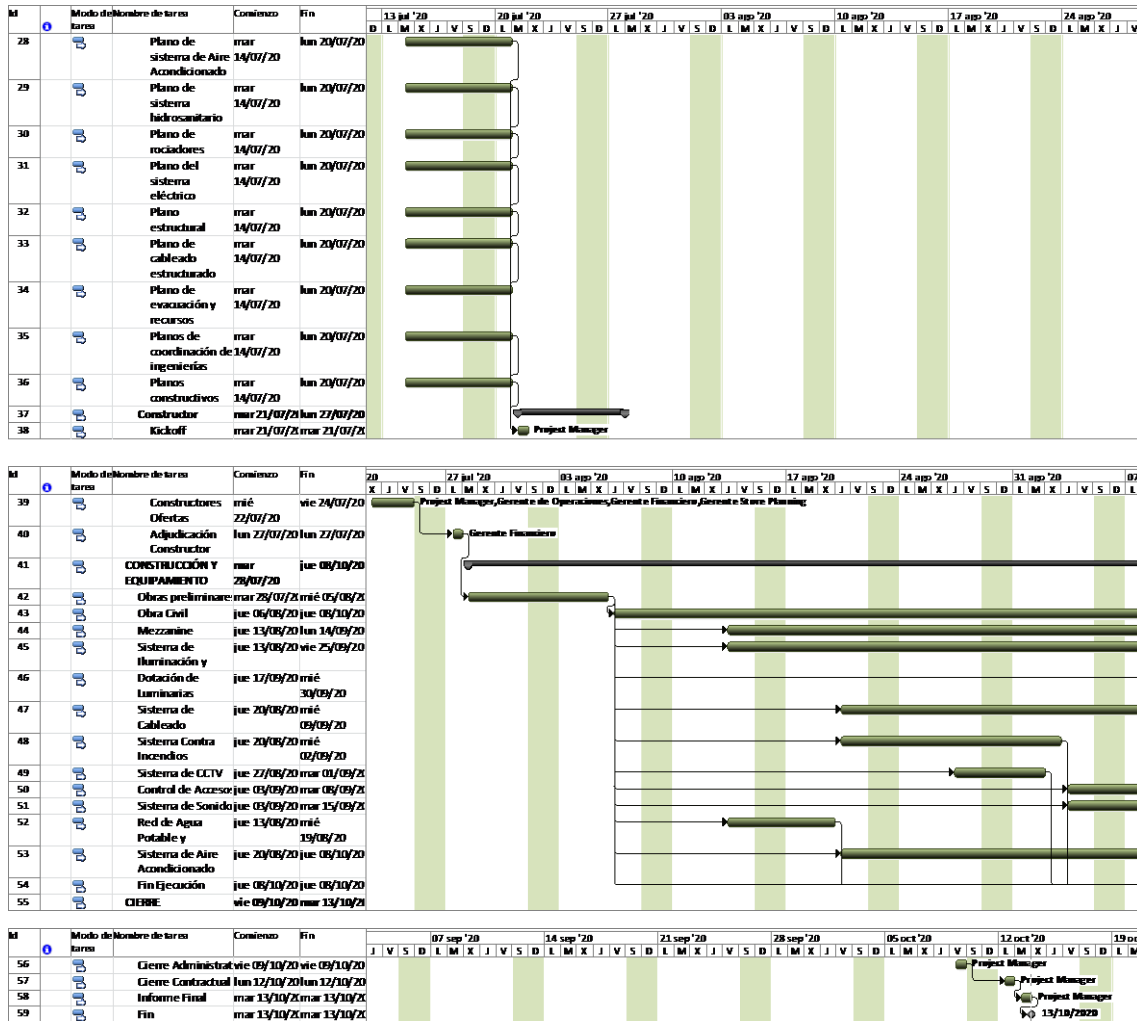 Id Modo de tarea Nombre de tarea Comienzo Fin
13 jul '20 20 jul '20 27 jul '20 03 ago '20 10 ago '20 17 ago '20 24 ago '20
D L M X J V S D L M X J V S D L M X J V S D L M X J V S D L M X J V S D L M X J V S D L M X J V
28 Plano de sistema de Aire Acondicionado mar 14/07/20 lun 20/07/20
29 Plano de sistema hidrosanitario mar 14/07/20 lun 20/07/20
30 Plano de rociadores mar 14/07/20 lun 20/07/20
31 Plano del sistema eléctrico mar 14/07/20 lun 20/07/20
32 Plano estructural mar 14/07/20 lun 20/07/20
33 Plano de cableado estructurado mar 14/07/20 lun 20/07/20
34 Plano de evacuación y recursos mar 14/07/20 lun 20/07/20
35 Planos de coordinación de ingenierías mar 14/07/20 lun 20/07/20
36 Planos constructivos mar 14/07/20 lun 20/07/20
37 Constructor mar 21/07/20 lun 27/07/20
38 Kickoff mar 21/07/2 mar 21/07/2 Project Manager
Id Modo de tarea Nombre de tarea Comienzo Fin
20 27 jul '20 03 ago '20 10 ago '20 17 ago '20 24 ago '20 31 ago '20 07
X J V S D L M X J V S D L M X J V S D L M X J V S D L M X J V S D L M X J V S D L
39 Constructores Ofertas mié 22/07/20 vie 24/07/20 Project Manager,Gerente de Operaciones,Gerente Financiero,Gerente Store Planning
40 Adjudicación Constructor lun 27/07/20 lun 27/07/20 Gerente Financiero
41 CONSTRUCCIÓN Y EQUIPAMIENTO mar 28/07/20 jue 08/10/20
42 Obras preliminare mar 28/07/2 mié 05/08/2
43 Obra Civil jue 06/08/20 jue 08/10/20
44 Mezzanine jue 13/08/20 lun 14/09/20
45 Sistema de Iluminación y jue 13/08/20 vie 25/09/20
46 Dotación de Luminarias jue 17/09/20 mié 30/09/20
47 Sistema de Cableado jue 20/08/20 mié 09/09/20
48 Sistema Contra Incendios jue 20/08/20 mié 02/09/20
49 Sistema de CCTV jue 27/08/20 mar 01/09/2
50 Control de Acceso jue 03/09/20 mar 08/09/2
51 Sistema de Sonido jue 03/09/20 mar 15/09/2
52 Red de Agua Potable y jue 13/08/20 mié 19/08/20
53 Sistema de Aire Acondicionado jue 20/08/20 jue 08/10/20
54 Fin Ejecución jue 08/10/20 jue 08/10/20
55 CIERRE vie 09/10/20 mar 13/10/2
Id Modo de tarea Nombre de tarea Comienzo Fin
07 sep '20 14 sep '20 21 sep '20 28 sep '20 05 oct '20 12 oct '20 19 o
J V S D L M X J V S D L M X J V S D L M X J V S D L M X J V S D L M X J V S D L M
56 Cierre Administrat vie 09/10/20 vie 09/10/20 Project Manager
57 Cierre Contractual lun 12/10/20 lun 12/10/20 Project Manager
58 Informe Final mar 13/10/2 mar 13/10/2 Project Manager
59 Fin mar 13/10/2 mar 13/10/2 13/10/2020